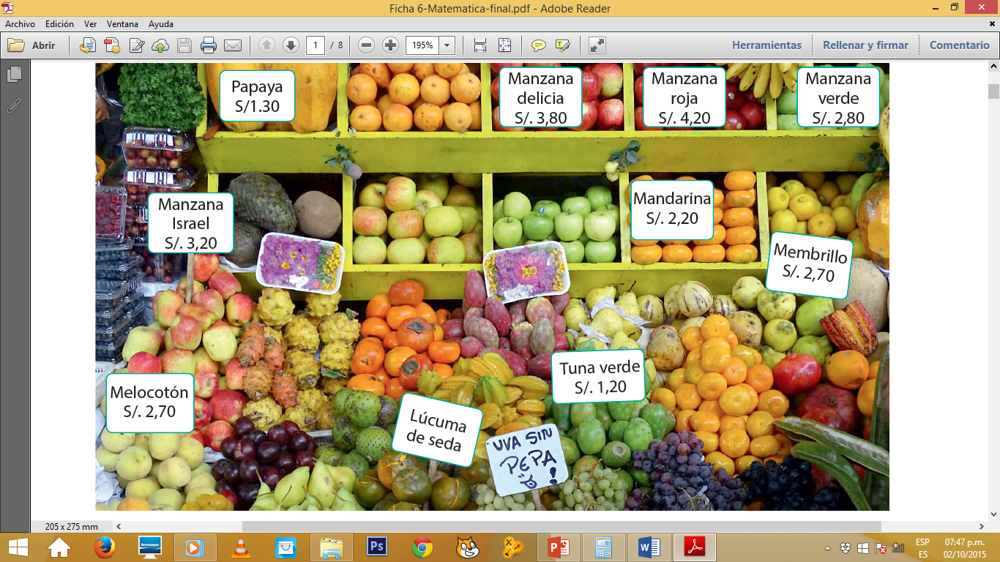 Ficha 6-Matematica-final.pdf - Adobe Reader
Archivo Edición Ver Ventana Ayuda
Abrir 1 / 8 195% Herramientas Rellenar y firmar Comentario
Papaya
S/1.30
Manzana
delicia
S/. 3,80
Manzana
roja
S/. 4,20
Manzana
verde
S/. 2,80
Manzana
Israel
S/. 3,20
Mandarina
S/. 2,20
Membrillo
S/. 2,70
Melocotón
S/. 2,70
Tuna verde
S/. 1,20
Lúcuma
de seda
UVA SIN
PEPA
!
205 x 275 mm
lenovo
Ps
ESP
ES
07:47 p.m.
02/10/2015